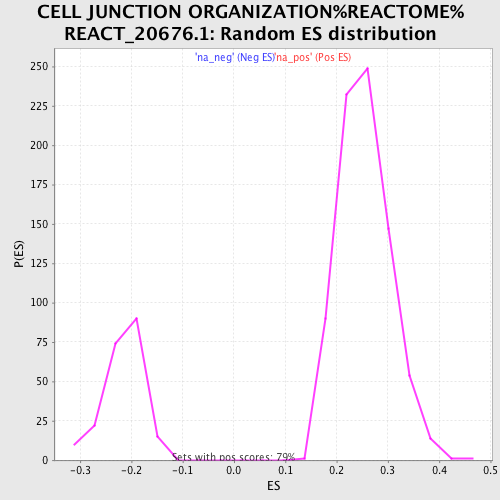 CELL JUNCTION ORGANIZATION%REACTOME%
REACT_20676.1: Random ES distribution
'na_neg' (Neg ES) 'na_pos' (Pos ES)
250
225
200
175
150
125
100
75
50
25
0
P(ES)
Sets with pos scores: 79%
-0.3 -0.2 -0.1 0.0 0.1 0.2 0.3 0.4 0.5
ES